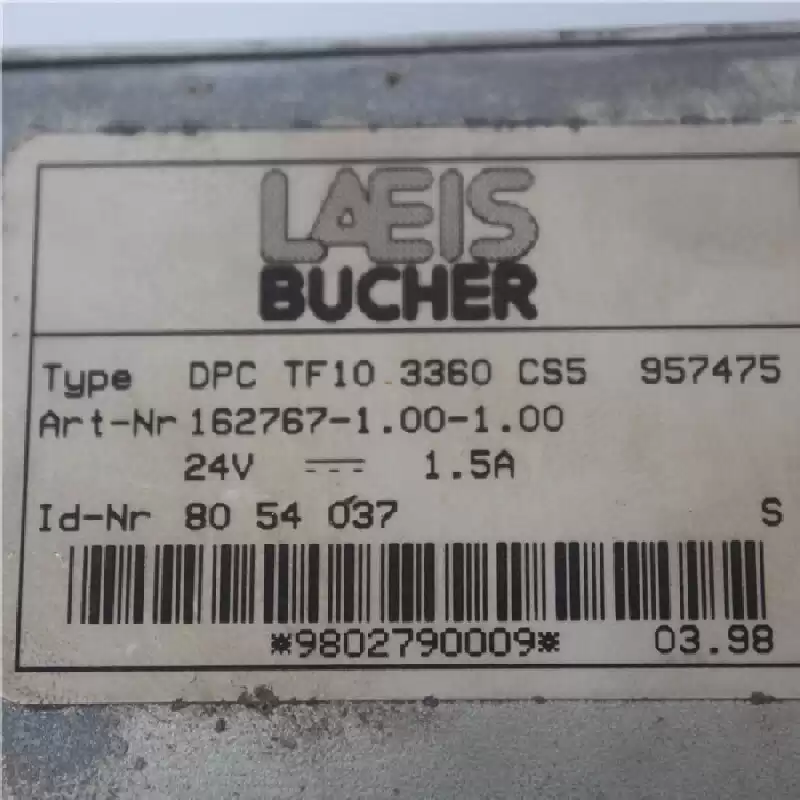 LAEIS
BUCHER
Type DPC TF10 3360 CS5 957475
Art-Nr 162767-1.00-1.00
24V 1.5A
Id-Nr 80 54 037 S
*9802790009* 03.98